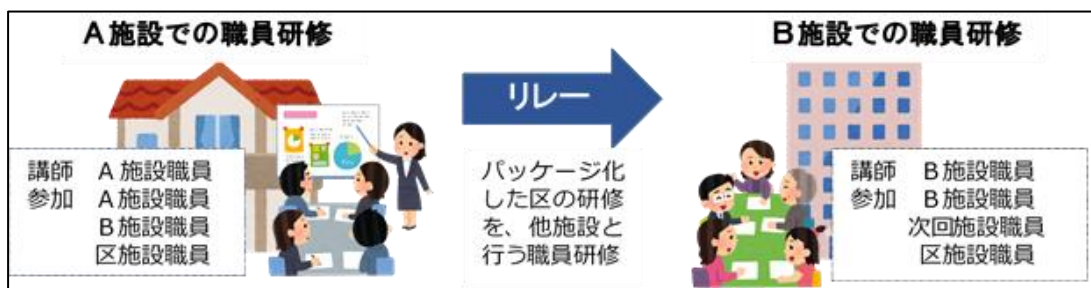 A施設での職員研修
講師 A施設職員
参加 A施設職員
B施設職員
区施設職員
リレー
パッケージ化
した区の研修
を、他施設と
行う職員研修
B施設での職員研修
講師 B施設職員
参加 B施設職員
次回施設職員
区施設職員